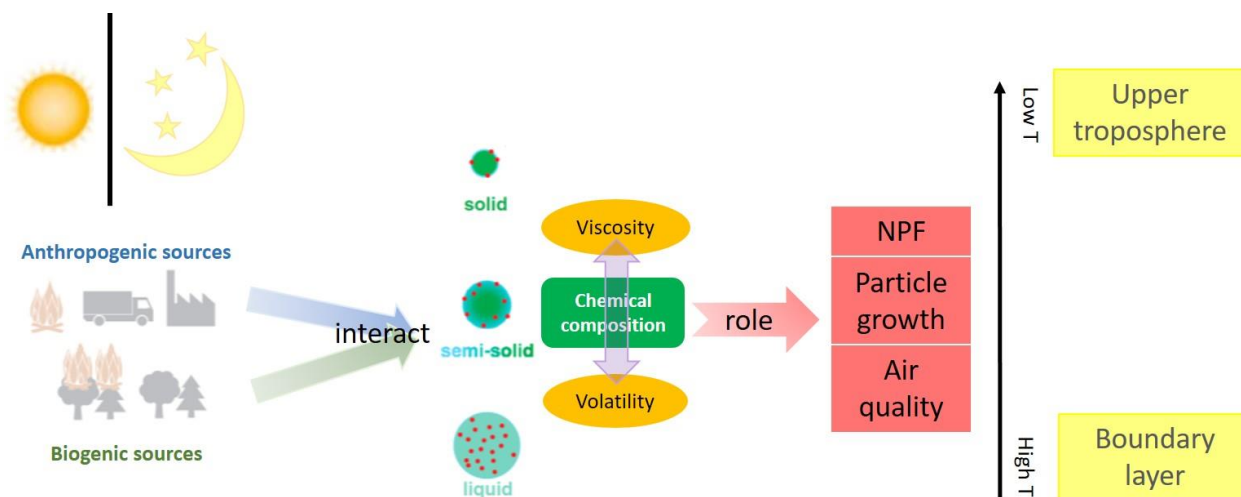 Anthropogenic sources
Biogenic sources
interact
solid
semi-solid
liquid
Viscosity
Chemical
composition
Volatility
role
NPF
Particle
growth
Air
quality
Low T
High T
Upper
troposphere
Boundary
layer